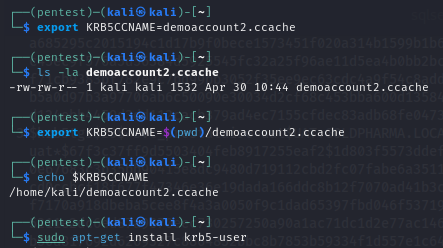 ┌──(pentest)─(kali㉿kali)-[~]
└─$ export KRB5CCNAME=demoaccount2.ccache
┌──(pentest)─(kali㉿kali)-[~]
└─$ ls -la demoaccount2.ccache
-rw-rw-r-- 1 kali kali 1532 Apr 30 10:44 demoaccount2.ccache
┌──(pentest)─(kali㉿kali)-[~]
└─$ export KRB5CCNAME=$(pwd)/demoaccount2.ccache
┌──(pentest)─(kali㉿kali)-[~]
└─$ echo $KRB5CCNAME
/home/kali/demoaccount2.ccache
┌──(pentest)─(kali㉿kali)-[~]
└─$ sudo apt-get install krb5-user